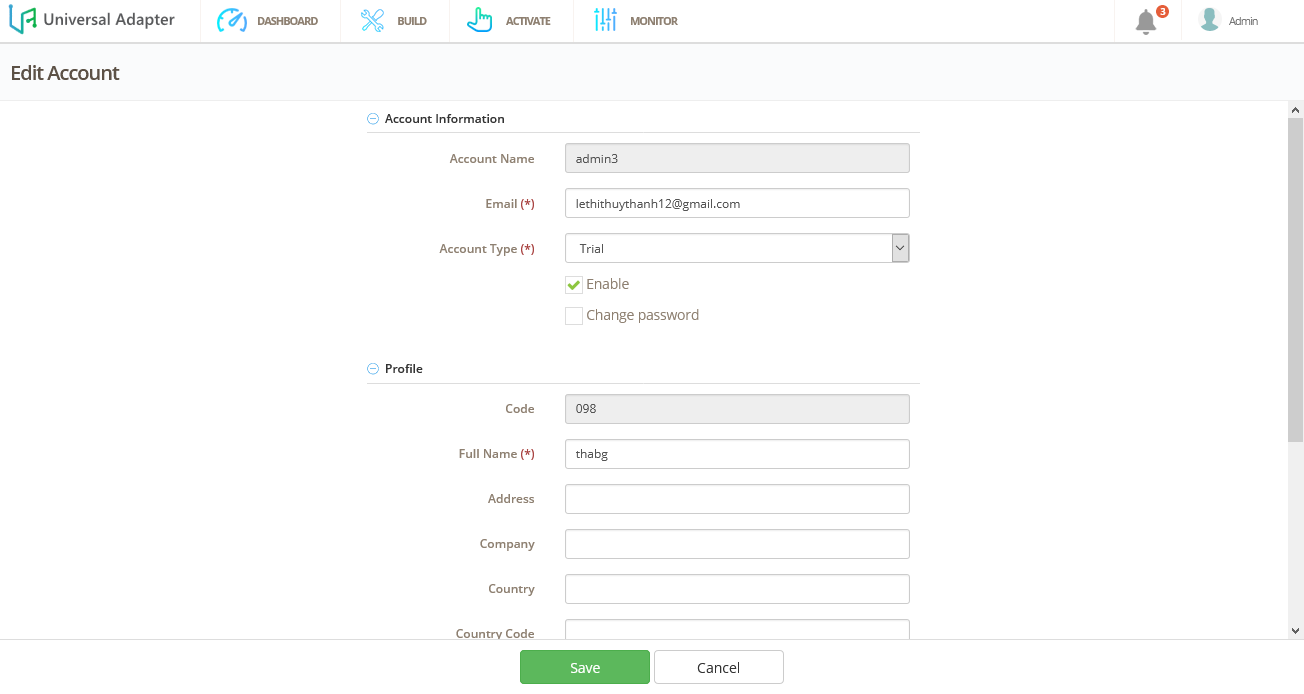 Universal Adapter DASHBOARD BUILD ACTIVATE MONITOR 3 Admin
Edit Account
Account Information
Account Name admin3
Email (*) lethithuythanh12@gmail.com
Account Type (*) Trial
Enable
Change password
Profile
Code 098
Full Name (*) thabg
Address
Company
Country
Country Code
Save Cancel